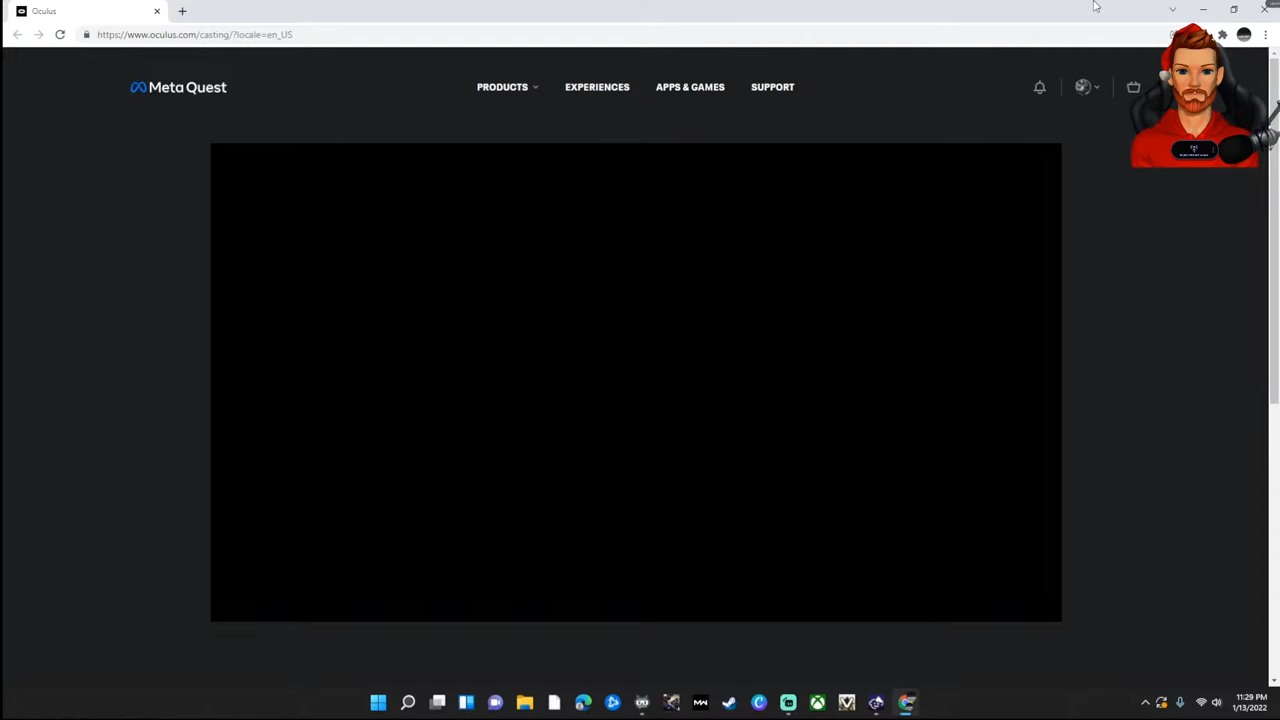 Oculus
https://www.oculus.com/casting/?locale=en_US
Meta Quest
PRODUCTS
EXPERIENCES
APPS & GAMES
SUPPORT
MW
11:29 PM
1/13/2022